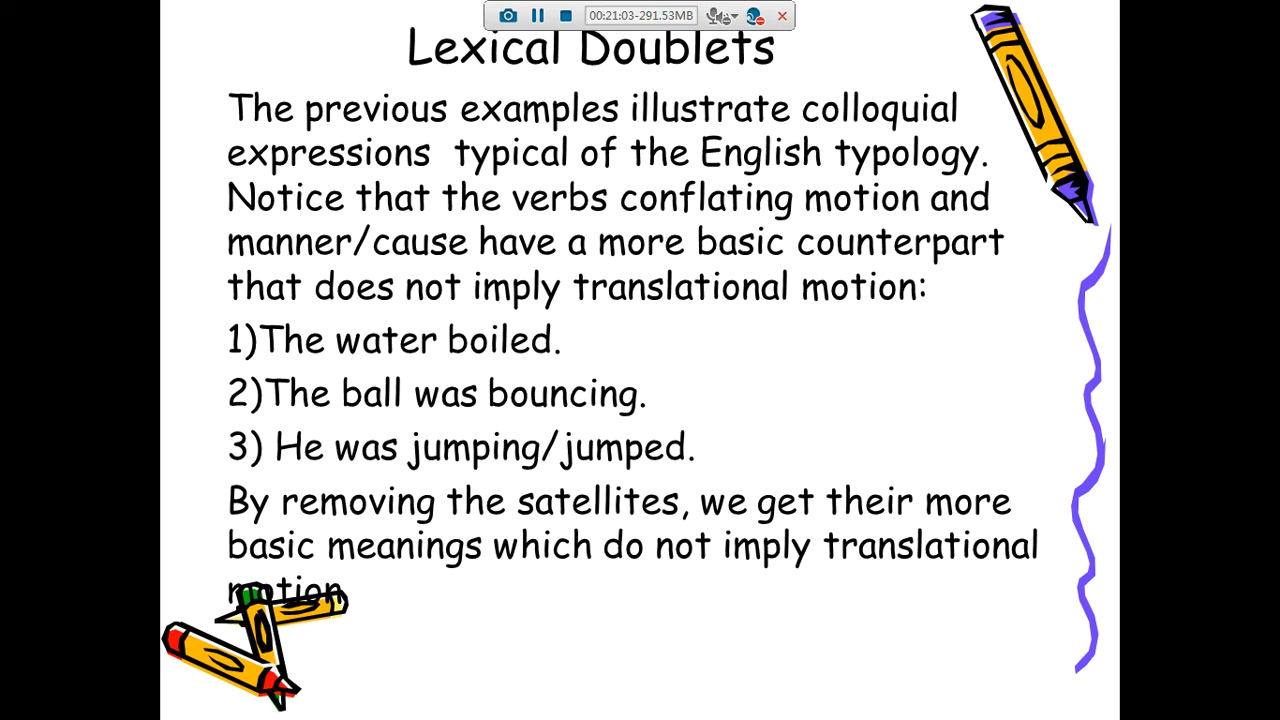 00:21:03-291.53MB
Lexical Doublets
The previous examples illustrate colloquial
expressions typical of the English typology.
Notice that the verbs conflating motion and
manner/cause have a more basic counterpart
that does not imply translational motion:
1)The water boiled.
2)The ball was bouncing.
3) He was jumping/jumped.
By removing the satellites, we get their more
basic meanings which do not imply translational
motion